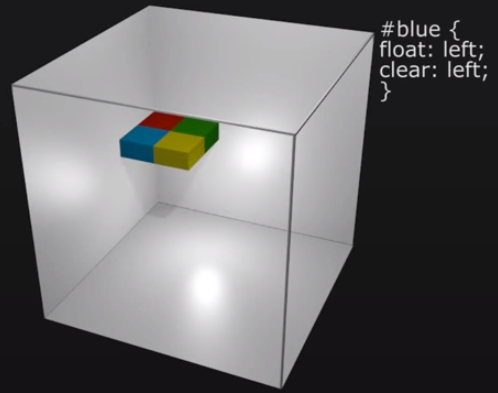 #blue {
float: left;
clear: left;
}